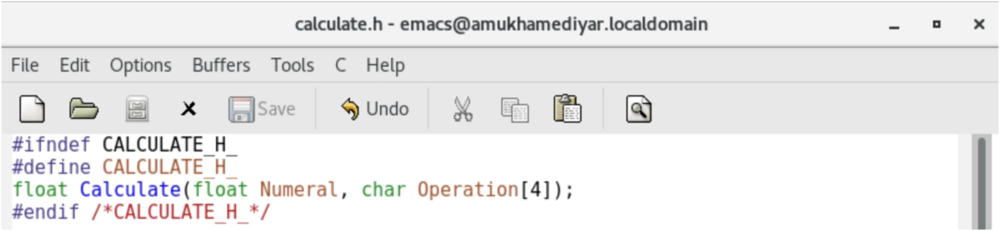 calculate.h - emacs@amukhamediyar.localdomain
File Edit Options Buffers Tools C Help
Save Undo
#ifndef CALCULATE_H_
#define CALCULATE_H_
float Calculate(float Numeral, char Operation[4]);
#endif /*CALCULATE_H_*/